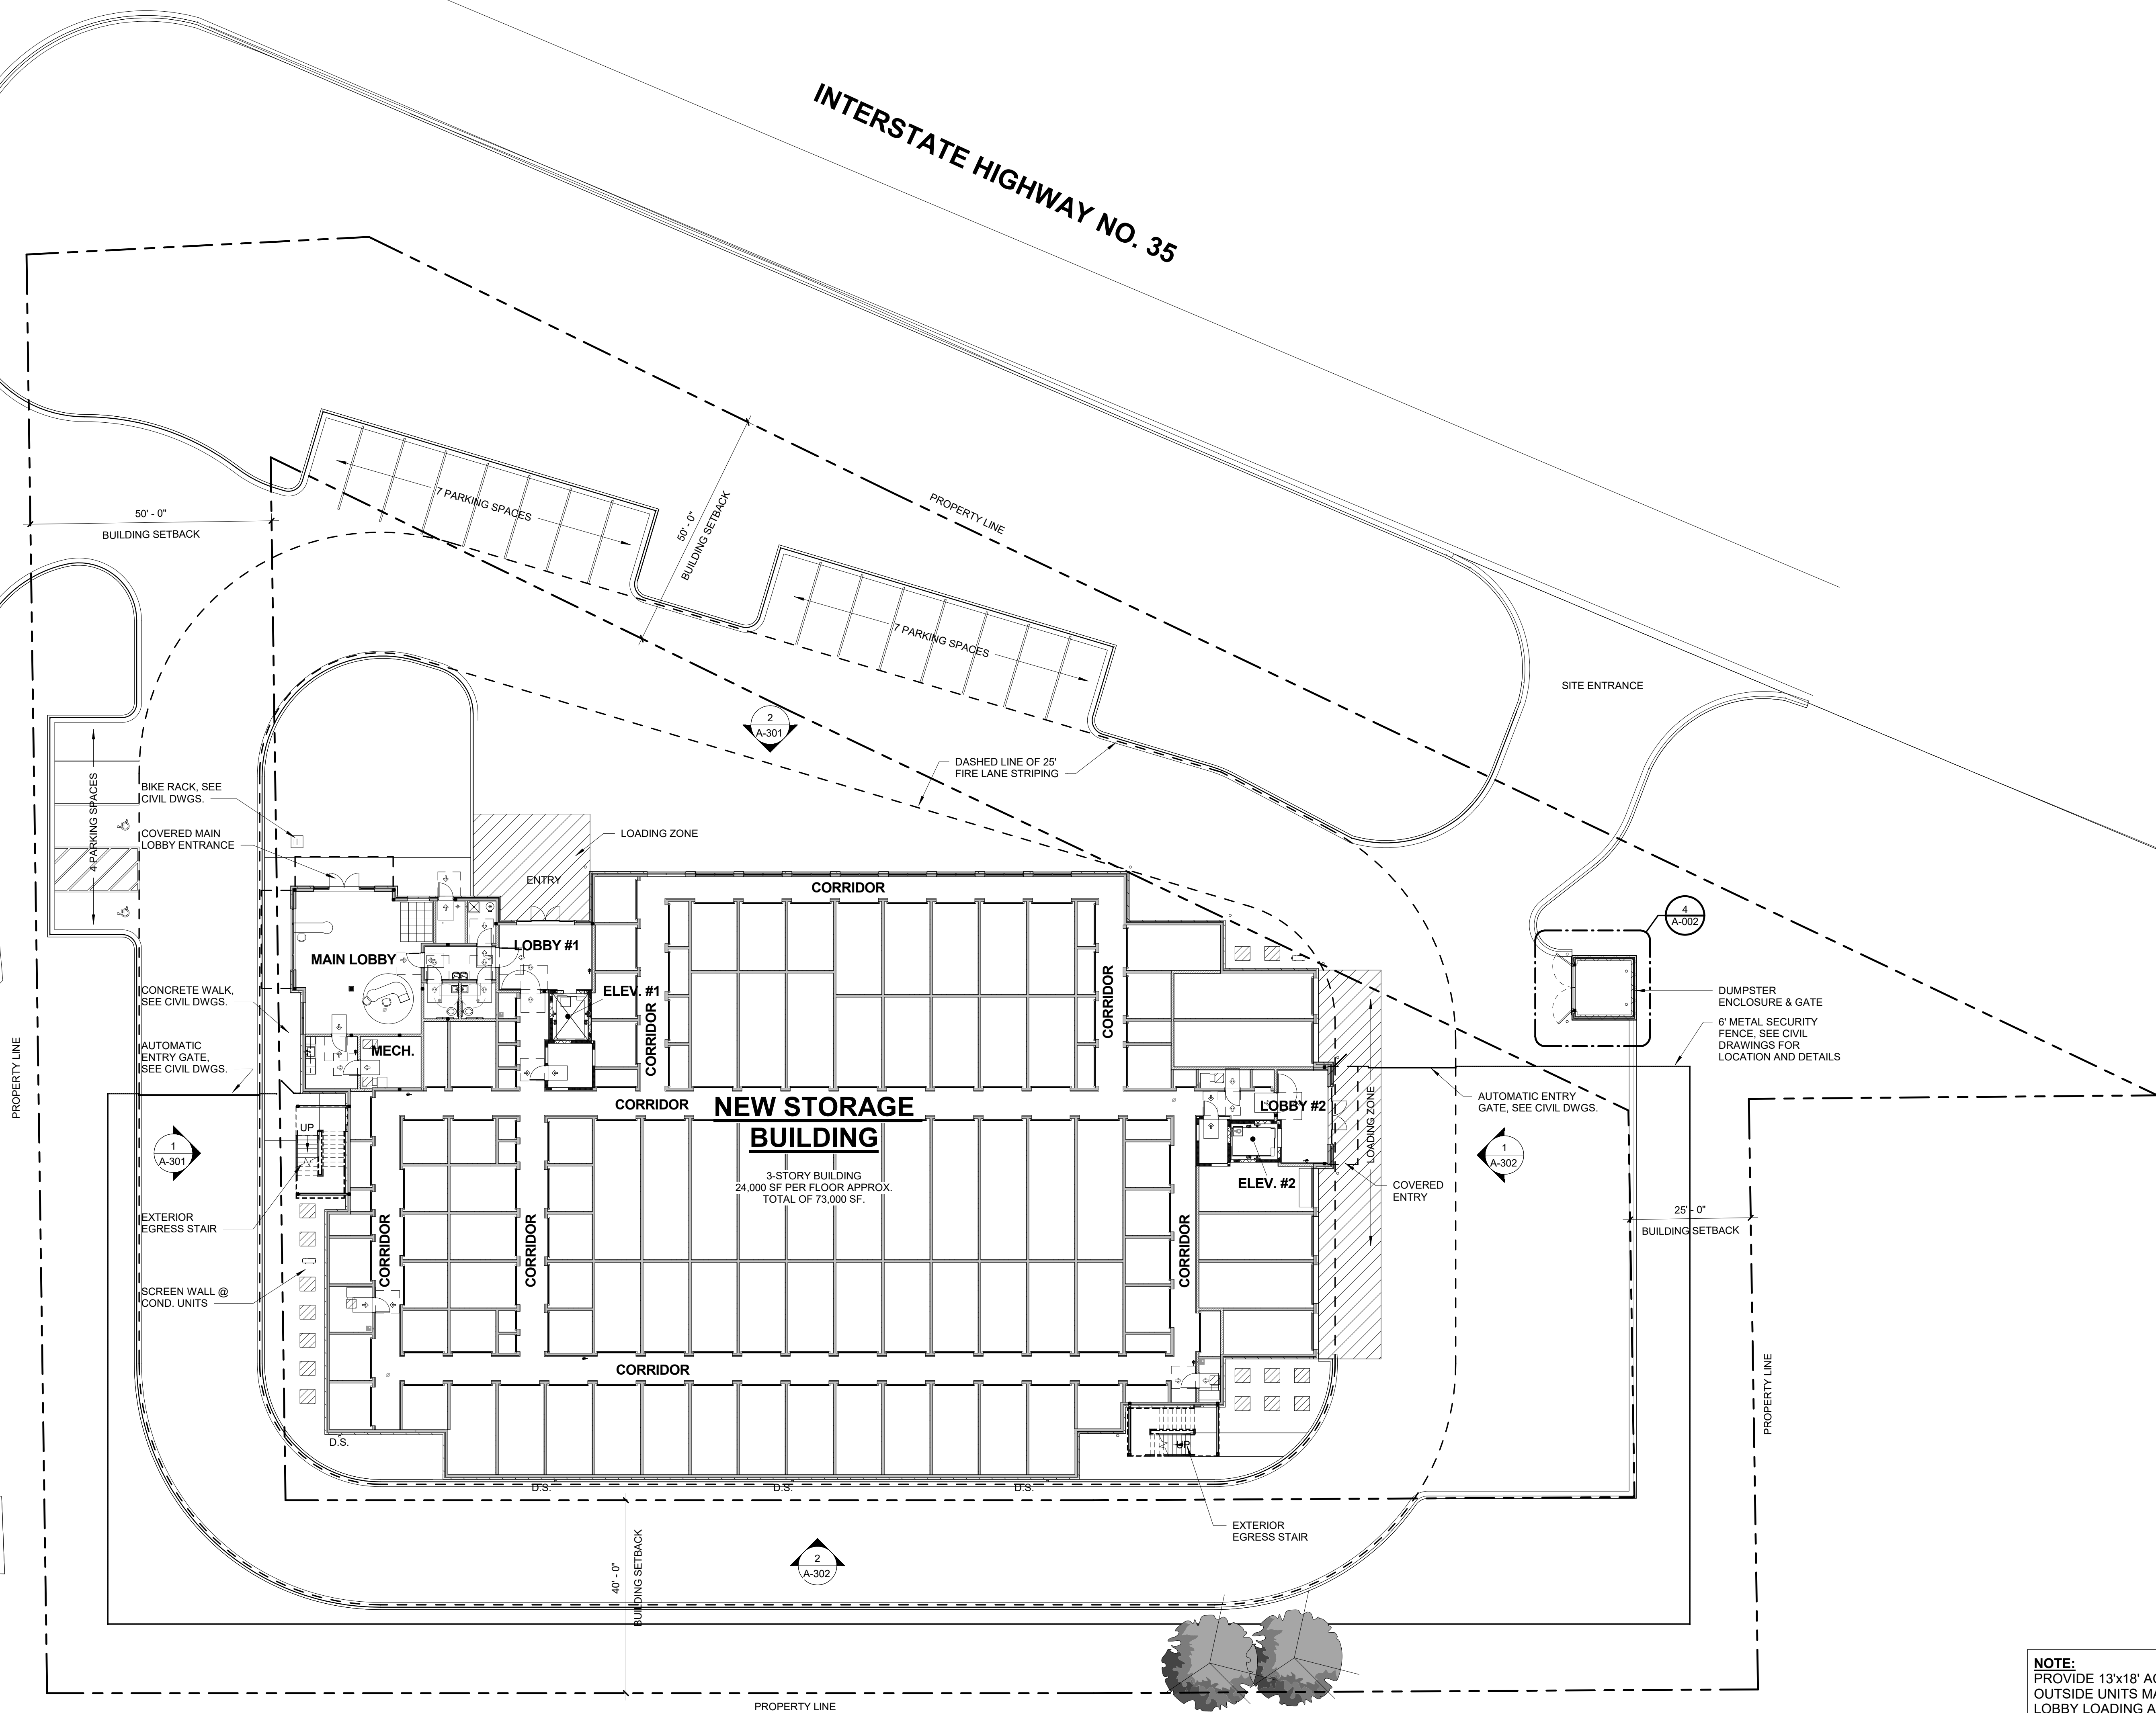 INTERSTATE HIGHWAY NO. 35
7 PARKING SPACES
50' - 0"
BUILDING SETBACK
50' - 0"
BUILDING SETBACK
PROPERTY LINE
7 PARKING SPACES
SITE ENTRANCE
2
A-301
DASHED LINE OF 25'
FIRE LANE STRIPING
4 PARKING SPACES
BIKE RACK, SEE
CIVIL DWGS.
COVERED MAIN
LOBBY ENTRANCE
LOADING ZONE
ENTRY
CORRIDOR
4
A-002
MAIN LOBBY
LOBBY #1
ELEV. #1
CORRIDOR
CORRIDOR
CONCRETE WALK,
SEE CIVIL DWGS.
DUMPSTER
ENCLOSURE & GATE
6' METAL SECURITY
FENCE, SEE CIVIL
DRAWINGS FOR
LOCATION AND DETAILS
AUTOMATIC
ENTRY GATE,
SEE CIVIL DWGS.
MECH.
PROPERTY LINE
CORRIDOR
NEW STORAGE
BUILDING
3-STORY BUILDING
24,000 SF PER FLOOR APPROX.
TOTAL OF 73,000 SF.
LOBBY #2
LOADING ZONE
AUTOMATIC ENTRY
GATE, SEE CIVIL DWGS.
UP
1
A-301
1
A-302
ELEV. #2
COVERED
ENTRY
EXTERIOR
EGRESS STAIR
CORRIDOR
CORRIDOR
CORRIDOR
25' - 0"
BUILDING SETBACK
SCREEN WALL @
COND. UNITS
CORRIDOR
PROPERTY LINE
D.S.
UP
D.S.
D.S.
D.S.
EXTERIOR
EGRESS STAIR
40' - 0"
BUILDING SETBACK
2
A-302
PROPERTY LINE
NOTE:
PROVIDE 13'x18'
OUTSIDE UNITS
LOBBY LOADING